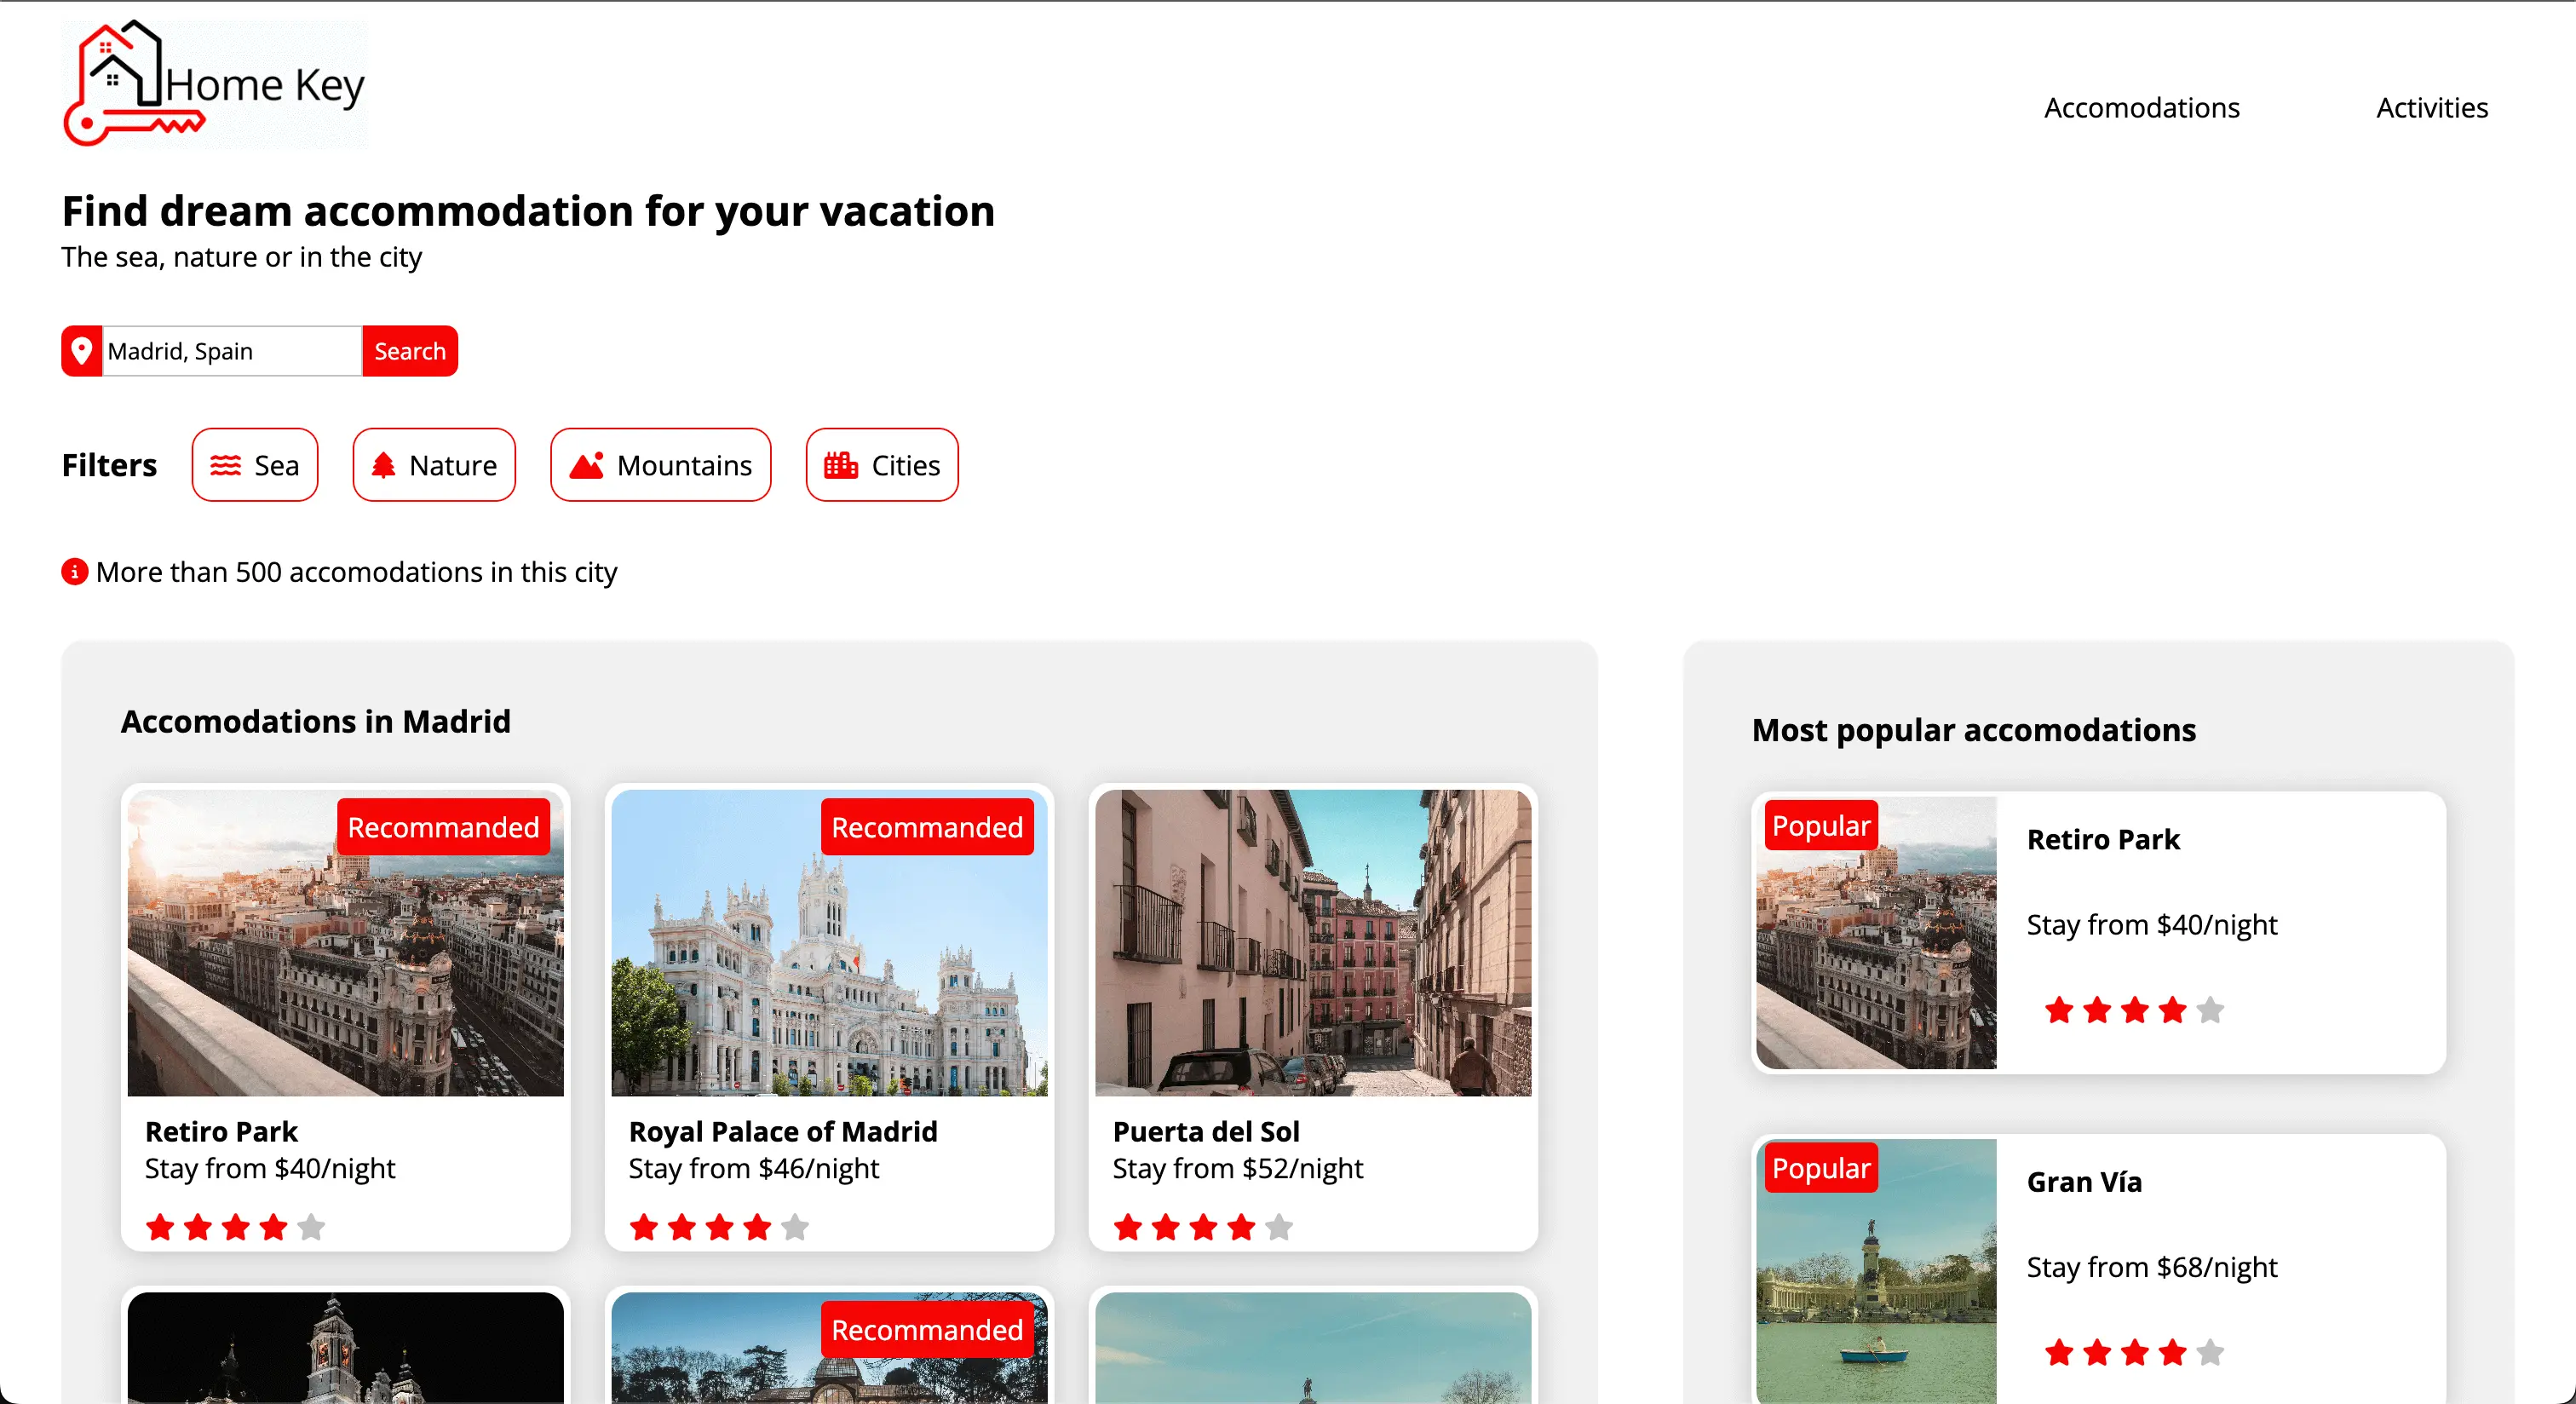 Home Key
Accomodations
Activities
Find dream accommodation for your vacation
The sea, nature or in the city
Madrid, Spain
Search
Filters
Sea
Nature
Mountains
Cities
More than 500 accomodations in this city
Accomodations in Madrid
Recommanded
Retiro Park
Stay from $40/night
Recommanded
Royal Palace of Madrid
Stay from $46/night
Puerta del Sol
Stay from $52/night
Recommanded
Most popular accomodations
Popular
Retiro Park
Stay from $40/night
Popular
Gran Vía
Stay from $68/night